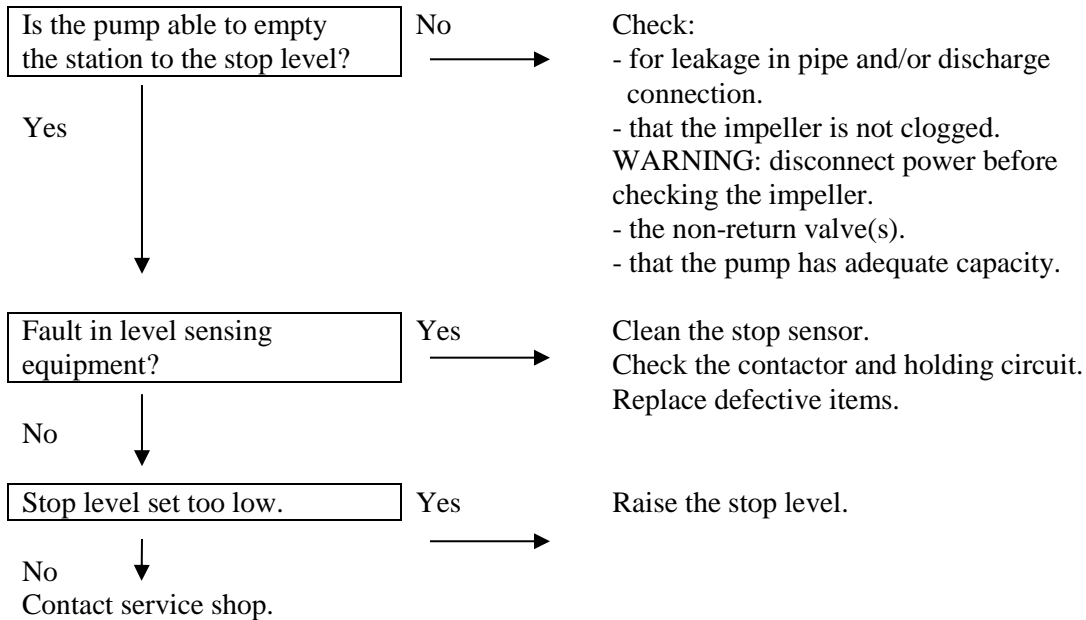 Is the pump able to empty
the station to the stop level?
No
Check:
- for leakage in pipe and/or discharge
connection.
- that the impeller is not clogged.
WARNING: disconnect power before
checking the impeller.
- the non-return valve(s).
- that the pump has adequate capacity.
Yes
Fault in level sensing
equipment?
Yes
Clean the stop sensor.
Check the contactor and holding circuit.
Replace defective items.
No
Stop level set too low.
Yes
Raise the stop level.
No
Contact service shop.